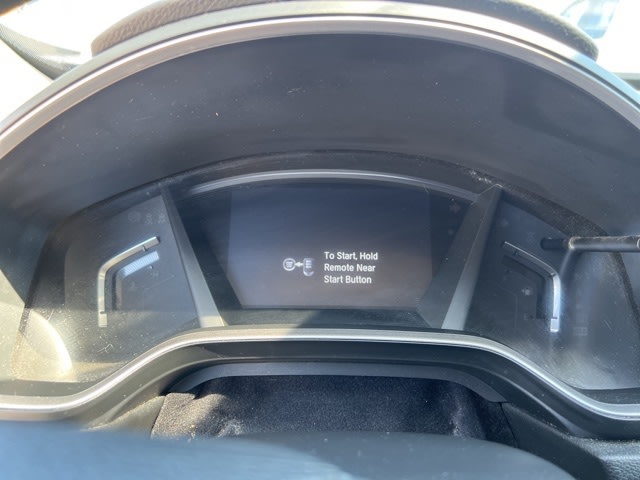 To Start, Hold
Remote Near
Start Button